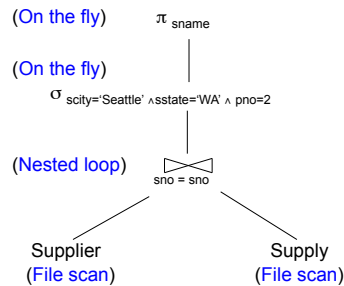 (On the fly) π sname
(On the fly)
σ scity=‘Seattle’ ∧sstate=‘WA’ ∧ pno=2
(Nested loop)
sno = sno
Supplier Supply
(File scan) (File scan)